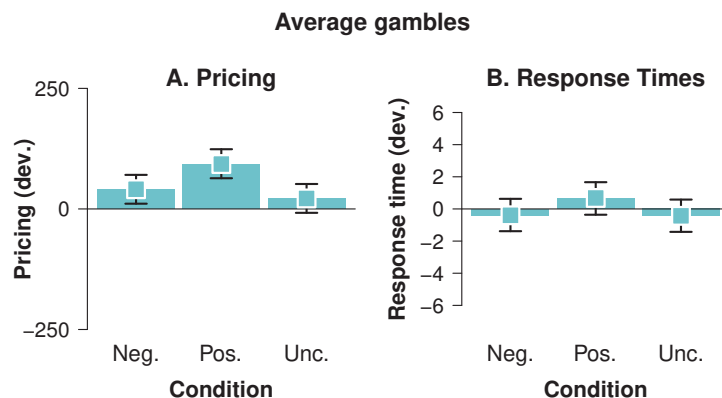 Average gambles
A. Pricing
250
0
−250
Pricing (dev.)
Neg.
Pos.
Unc.
Condition
B. Response Times
6
4
2
0
−2
−4
−6
Response time (dev.)
Neg.
Pos.
Unc.
Condition